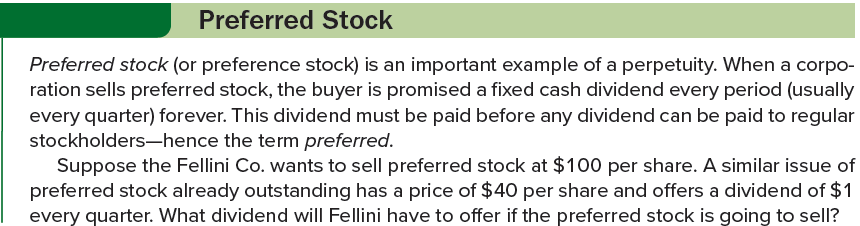 Preferred Stock
Preferred stock (or preference stock) is an important example of a perpetuity. When a corpo-
ration sells preferred stock, the buyer is promised a fixed cash dividend every period (usually
every quarter) forever. This dividend must be paid before any dividend can be paid to regular
stockholders—hence the term preferred.
Suppose the Fellini Co. wants to sell preferred stock at $100 per share. A similar issue of
preferred stock already outstanding has a price of $40 per share and offers a dividend of $1
every quarter. What dividend will Fellini have to offer if the preferred stock is going to sell?